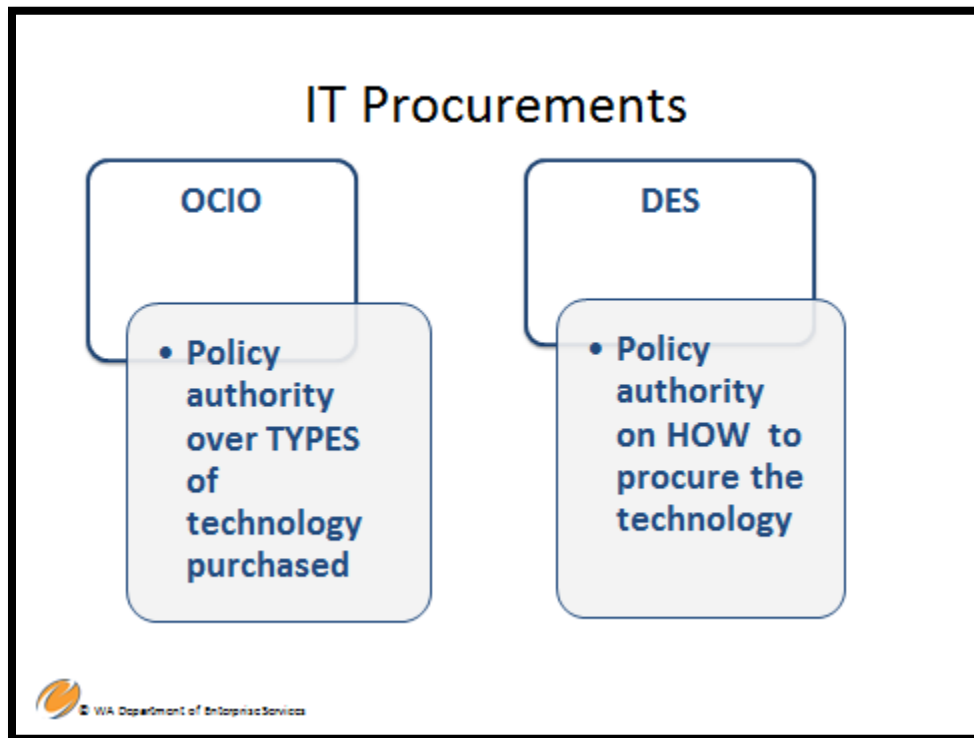 IT Procurements
OCIO
• Policy
authority
over TYPES
of
technology
purchased
DES
• Policy
authority
on HOW to
procure the
technology
© WA Department of Enterprise Services